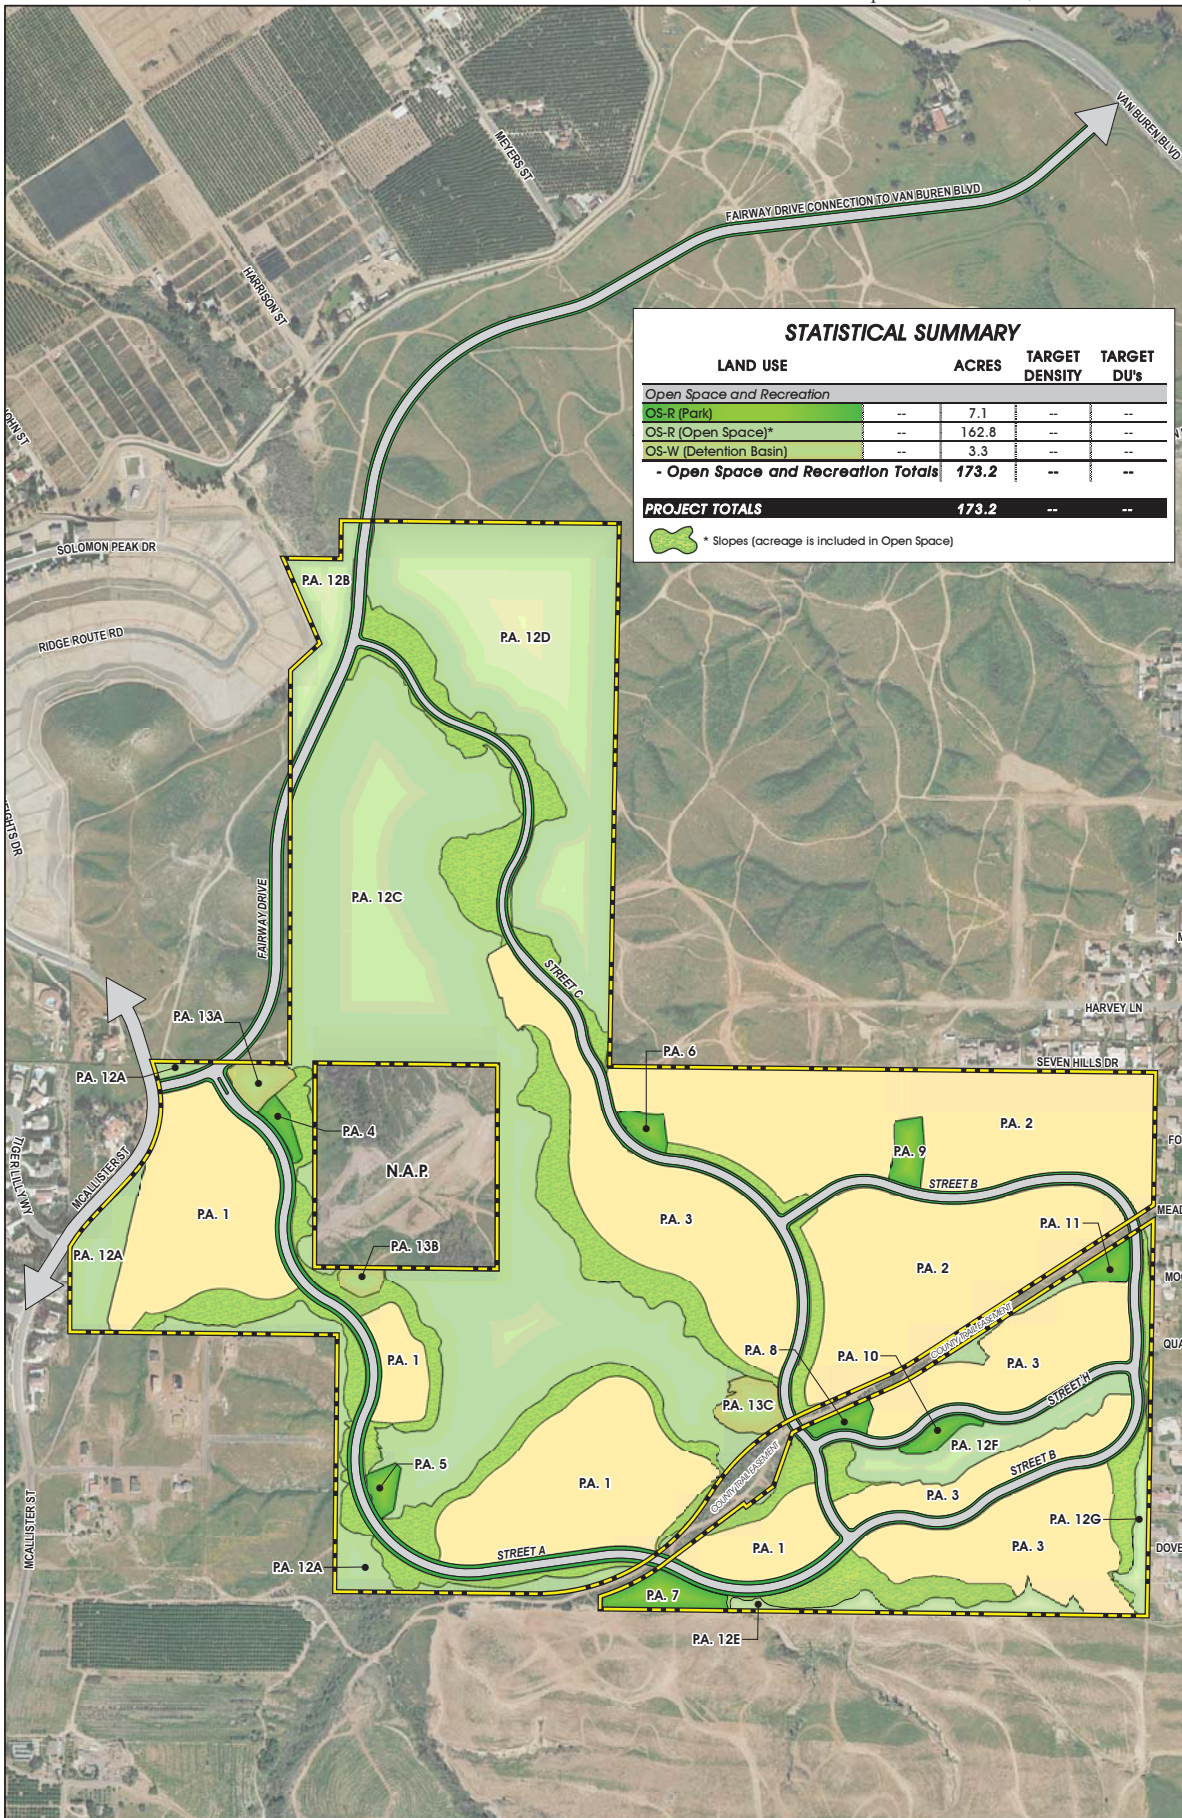 VAN BUREN BLVD
MEYERS ST
FAIRWAY DRIVE CONNECTION TO VAN BUREN BLVD
HARRISON ST
STATISTICAL SUMMARY
LAND USE ACRES TARGET DENSITY TARGET DU's
Open Space and Recreation
OS-R (Park) -- 7.1 -- --
OS-R (Open Space)* -- 162.8 -- --
OS-W (Detention Basin) -- 3.3 -- --
- Open Space and Recreation Totals 173.2 -- --
PROJECT TOTALS 173.2 -- --
* Slopes (acreage is included in Open Space)
SOLOMON PEAK DR
P.A. 12B
RIDGE ROUTE RD
P.A. 12D
P.A. 12C
FAIRWAY DRIVE
STREET C
HARVEY LN
P.A. 13A
P.A. 6
SEVEN HILLS DR
P.A. 12A
P.A. 4
P.A. 2
P.A. 9
N.A.P.
TIGER LILLY WY
MCALLISTER ST
STREET B
P.A. 1
P.A. 3
P.A. 11
P.A. 12A
P.A. 13B
P.A. 2
COUNTY TRAIL EASEMENT
P.A. 1
P.A. 8
P.A. 10
P.A. 3
STREET H
P.A. 13C
P.A. 12F
P.A. 5
COUNTY TRAIL EASEMENT
STREET B
P.A. 1
P.A. 3
P.A. 12G
MCALLISTER ST
STREET A
P.A. 1
P.A. 3
P.A. 12A
P.A. 7
P.A. 12E